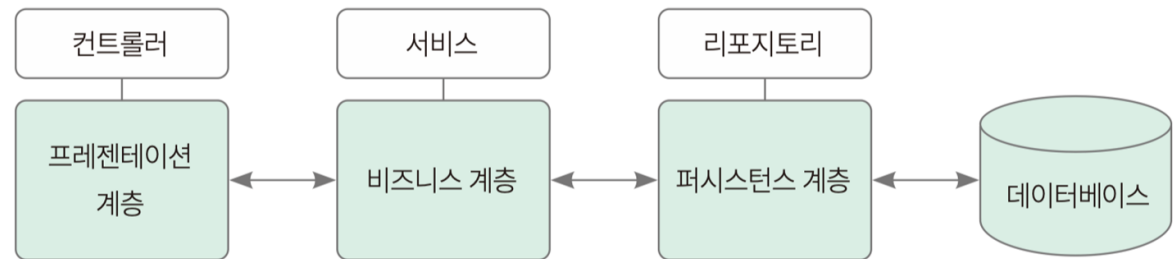 컨트롤러
서비스
리포지토리
프레젠테이션
계층
비즈니스 계층
퍼시스턴스 계층
데이터베이스